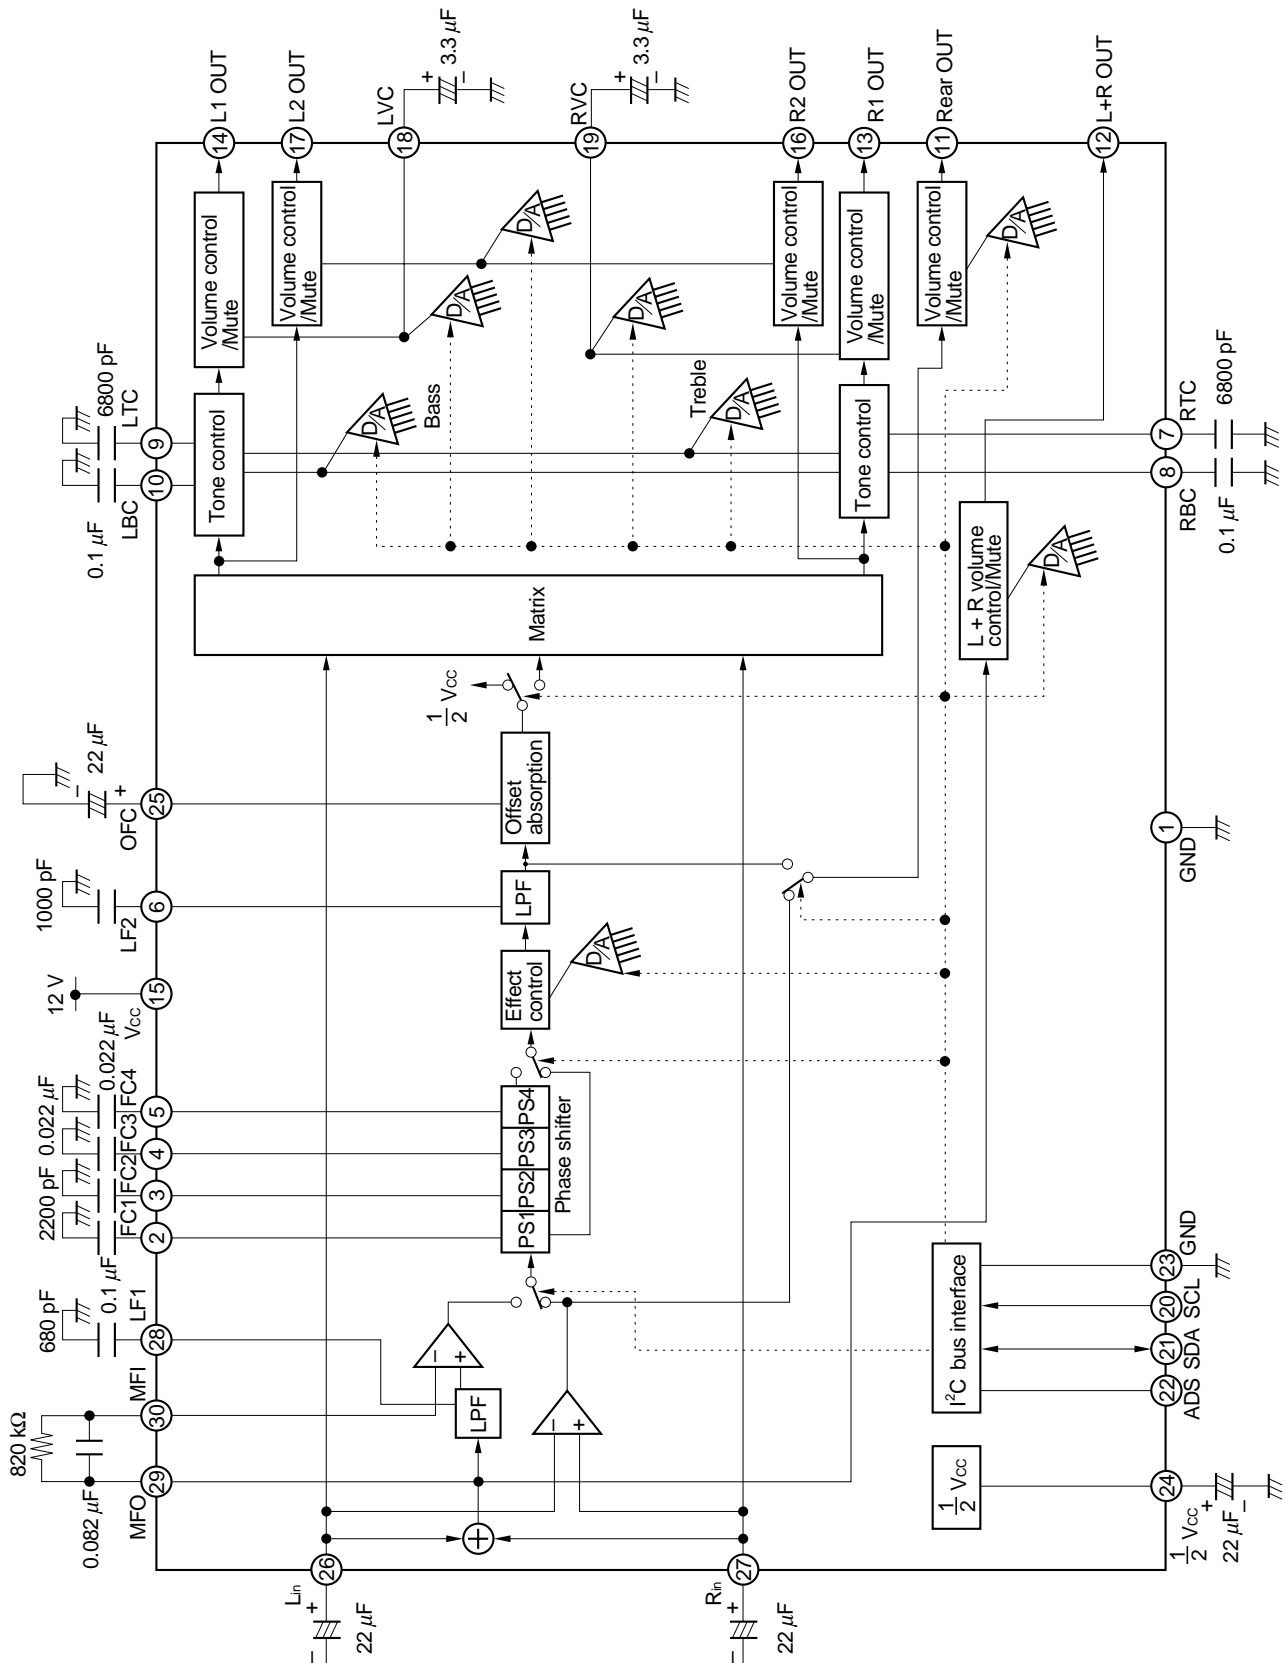 L1 OUT
14
L2 OUT
17
LVC
18
+
3.3 µF
−
RVC
19
+
3.3 µF
−
R2 OUT
16
R1 OUT
13
Rear OUT
11
L+R OUT
12
Volume control
/Mute
Volume control
/Mute
D/A
D/A
D/A
Volume control
/Mute
Volume control
/Mute
Volume control
/Mute
D/A
6800 pF
LTC
9
10
LBC
0.1 µF
Tone control
D/A
Bass
Treble
D/A
Tone control
RTC
7
6800 pF
8
RBC
0.1 µF
Matrix
L + R volume
control/Mute
D/A
1/2 VCC
22 µF
−
+
OFC
25
Offset
absorption
1000 pF
LF2
6
LPF
1
GND
12 V
15
VCC
Effect
control
D/A
0.022 µF
0.022 µF
FC4
5
FC3
4
2200 pF
FC2
3
FC1
2
PS1
PS2
PS3
PS4
Phase shifter
0.1 µF
680 pF
LF1
28
MFI
30
820 kΩ
29
MFO
0.082 µF
−
+
LPF
−
+
I²C bus interface
GND
23
SCL
20
SDA
21
ADS
22
1/2 VCC
24
1/2 VCC
+
22 µF
−
Lin
26
+
22 µF
−
+
Rin
27
+
22 µF
−